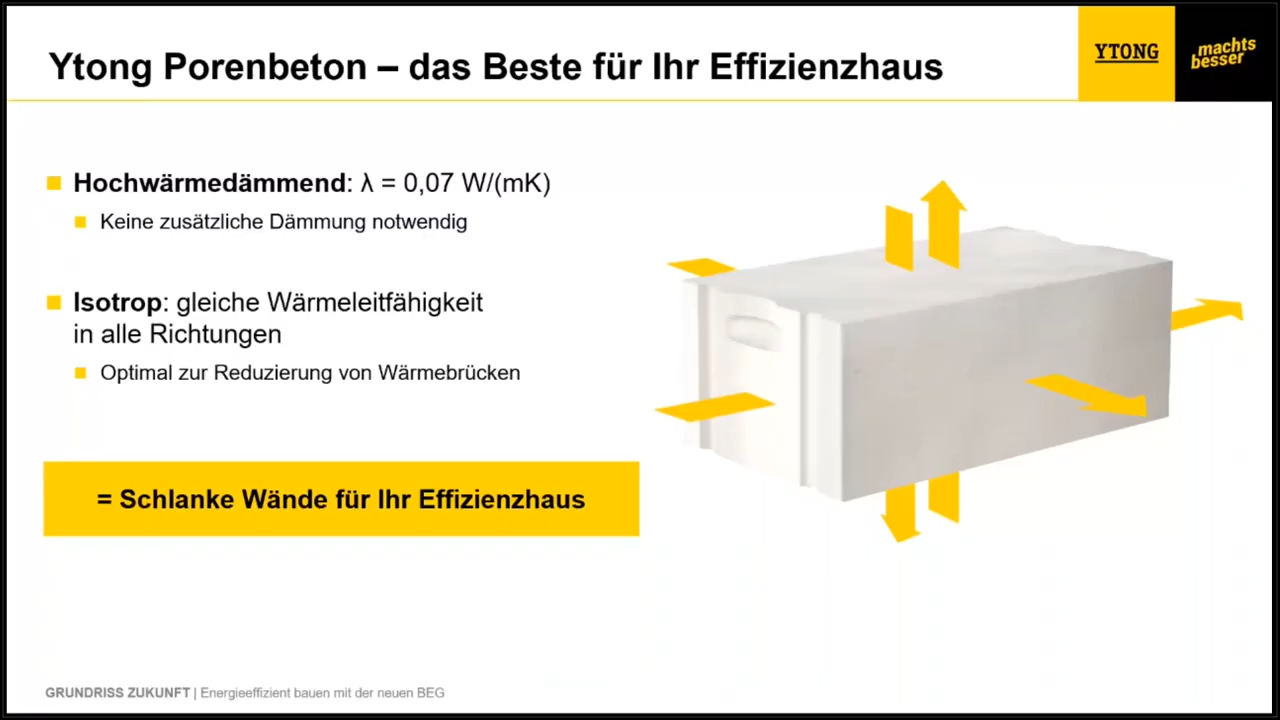 Ytong Porenbeton – das Beste für Ihr Effizienzhaus
YTONG
machts
besser
Hochwärmedämmend: λ = 0,07 W/(mK)
Keine zusätzliche Dämmung notwendig
Isotrop: gleiche Wärmeleitfähigkeit
in alle Richtungen
Optimal zur Reduzierung von Wärmebrücken
= Schlanke Wände für Ihr Effizienzhaus
GRUNDRISS ZUKUNFT | Energieeffizient bauen mit der neuen BEG